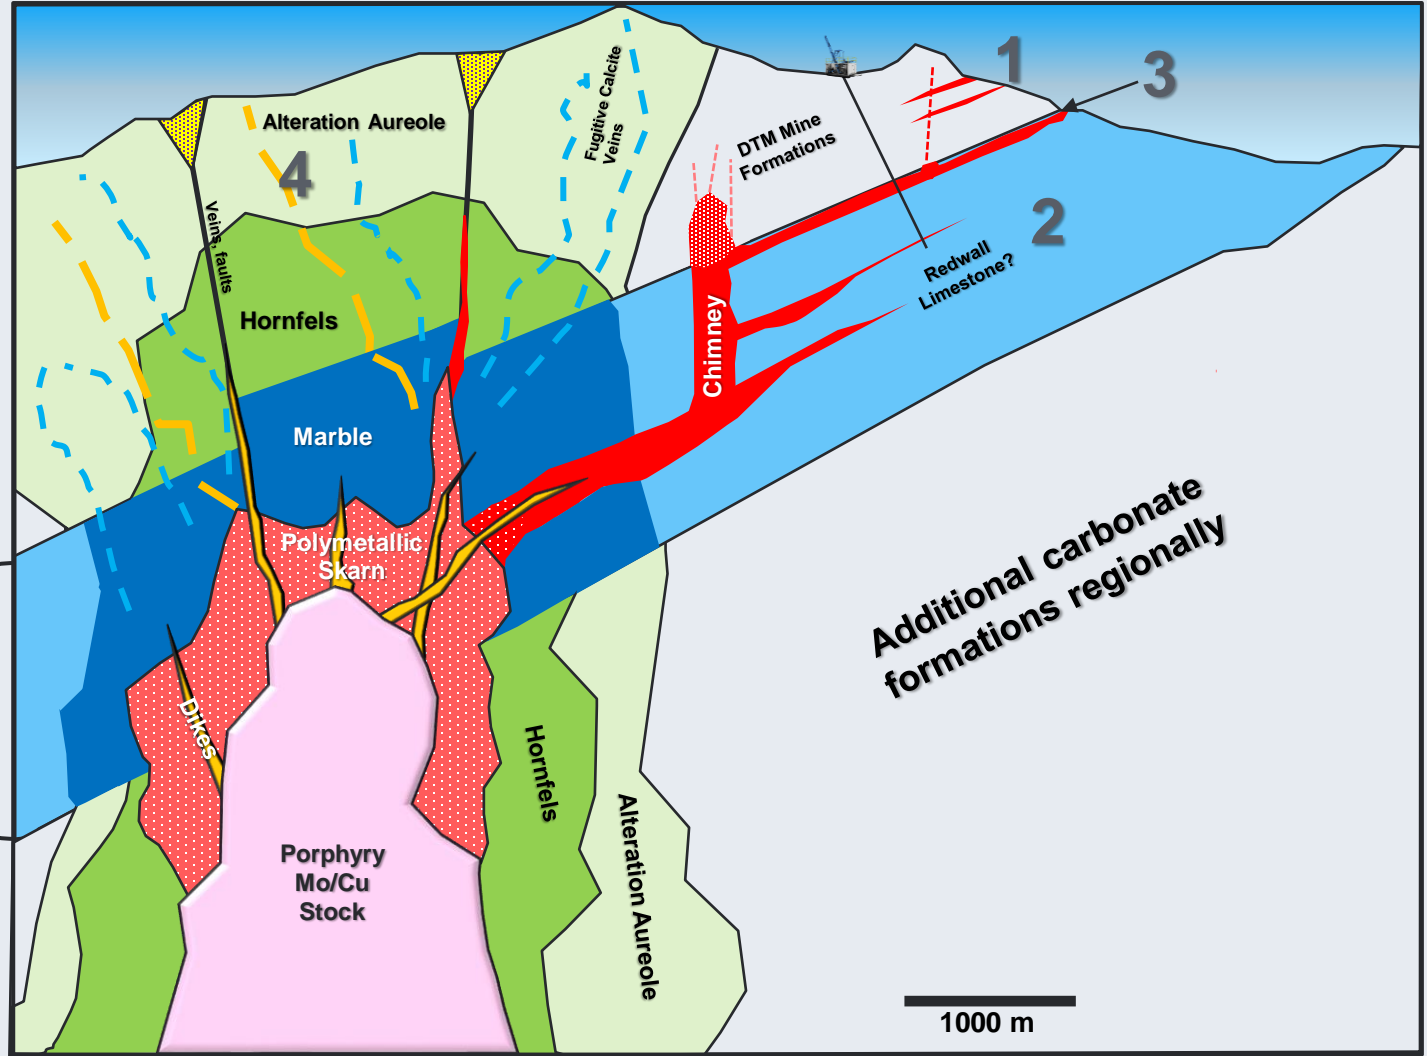 1
3
Alteration Aureole
4
Fugitive Calcite
Veins
DTM Mine
Formations
2
Redwall
Limestone?
Veins, faults
Hornfels
Chimney
Marble
Polymetallic
Skarn
Additional carbonate
formations regionally
Dikes
Hornfels
Alteration Aureole
Porphyry
Mo/Cu
Stock
1000 m